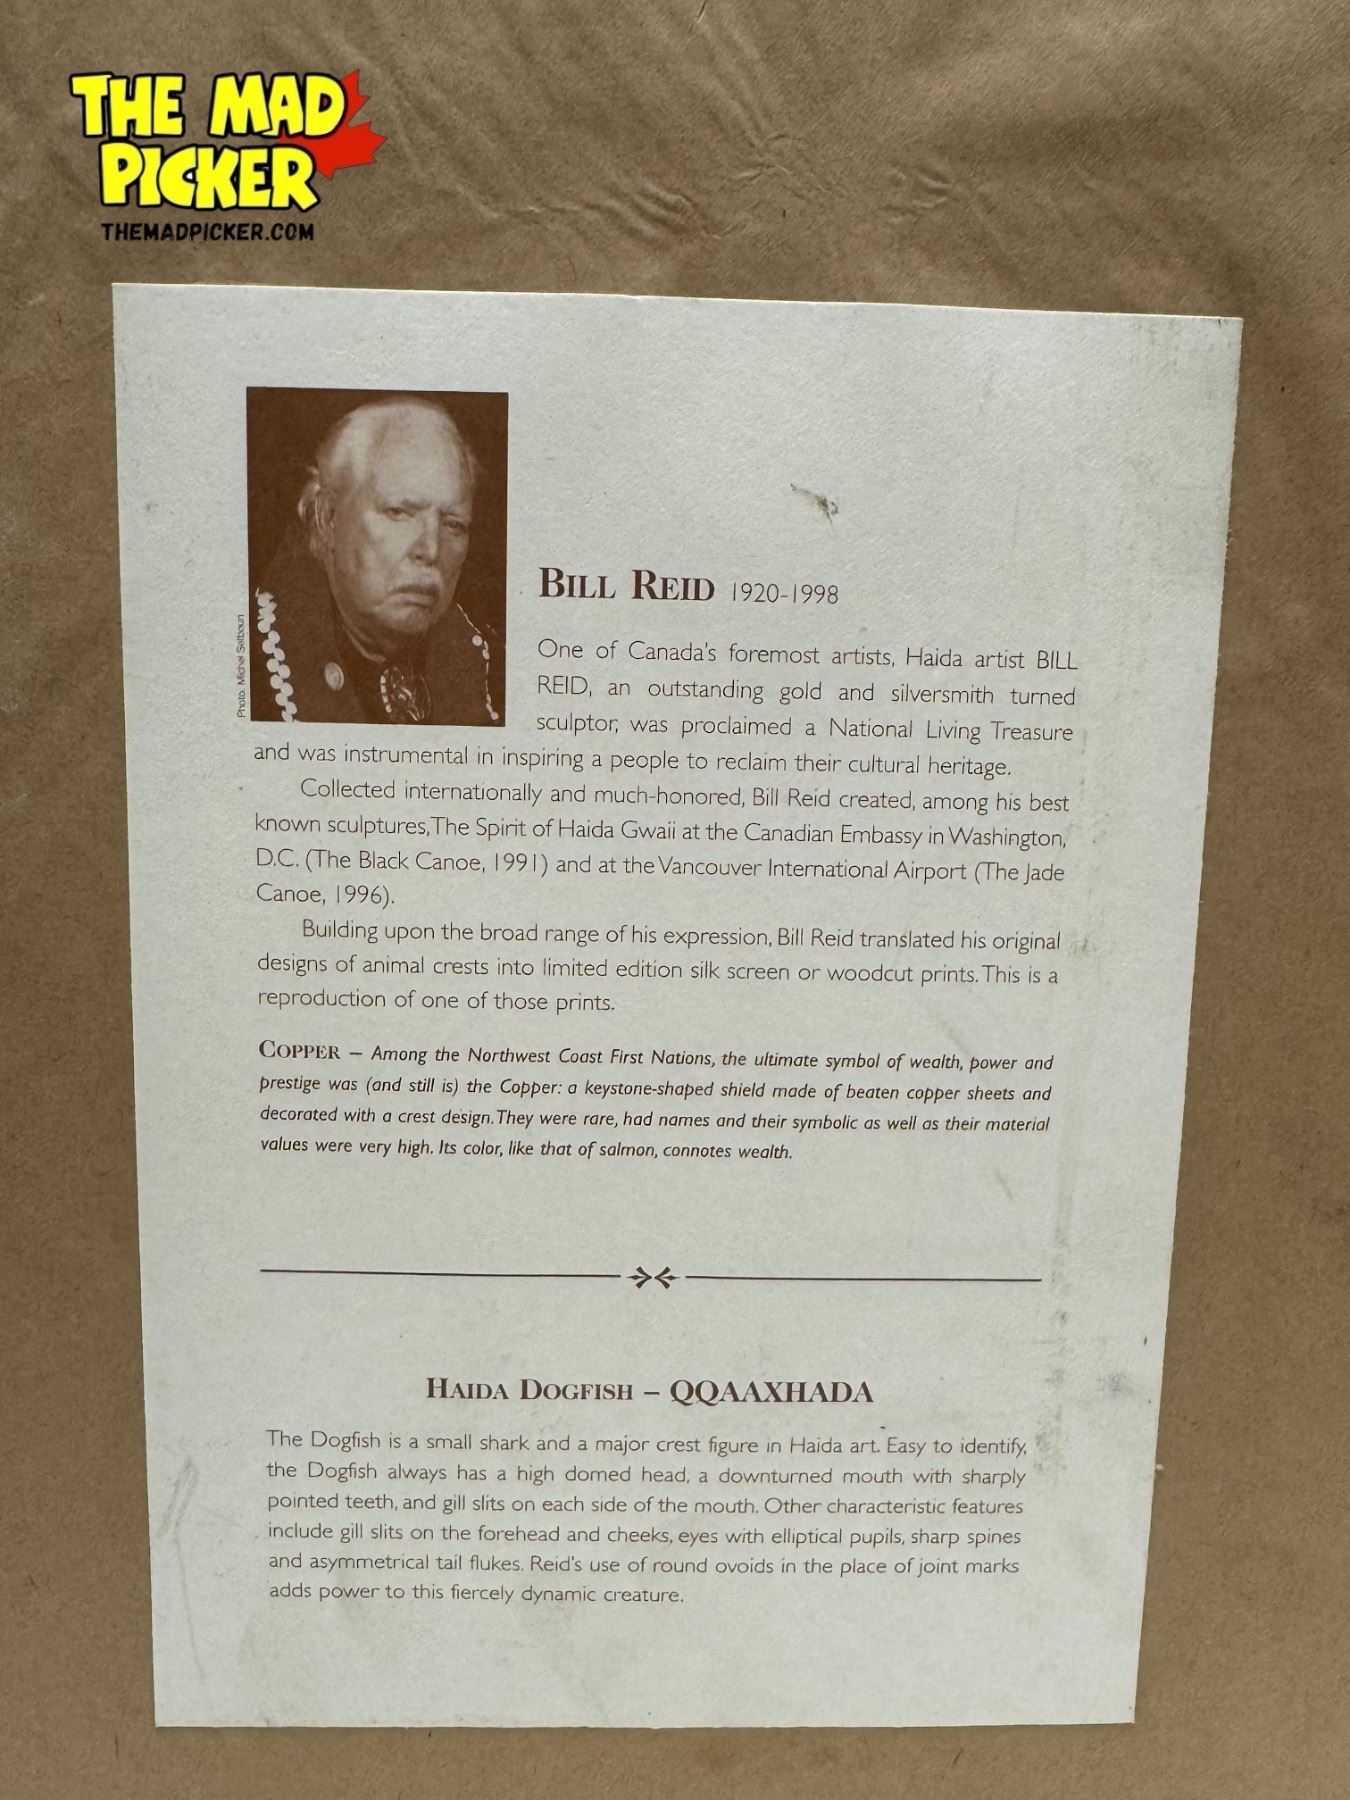 THE MAD
PICKER
THEMADPICKER.COM
Photo: Michel Setboun
BILL REID 1920-1998
One of Canada's foremost artists, Haida artist BILL
REID, an outstanding gold and silversmith turned
sculptor, was proclaimed a National Living Treasure
and was instrumental in inspiring a people to reclaim their cultural heritage.
Collected internationally and much-honored, Bill Reid created, among his best
known sculptures, The Spirit of Haida Gwaii at the Canadian Embassy in Washington,
D.C. (The Black Canoe, 1991) and at the Vancouver International Airport (The Jade
Canoe, 1996).
Building upon the broad range of his expression, Bill Reid translated his original
designs of animal crests into limited edition silk screen or woodcut prints. This is a
reproduction of one of those prints.
COPPER – Among the Northwest Coast First Nations, the ultimate symbol of wealth, power and
prestige was (and still is) the Copper: a keystone-shaped shield made of beaten copper sheets and
decorated with a crest design. They were rare, had names and their symbolic as well as their material
values were very high. Its color, like that of salmon, connotes wealth.
HAIDA DOGFISH – QQAAXHADA
The Dogfish is a small shark and a major crest figure in Haida art. Easy to identify,
the Dogfish always has a high domed head, a downturned mouth with sharply
pointed teeth, and gill slits on each side of the mouth. Other characteristic features
include gill slits on the forehead and cheeks, eyes with elliptical pupils, sharp spines
and asymmetrical tail flukes. Reid's use of round ovoids in the place of joint marks
adds power to this fiercely dynamic creature.